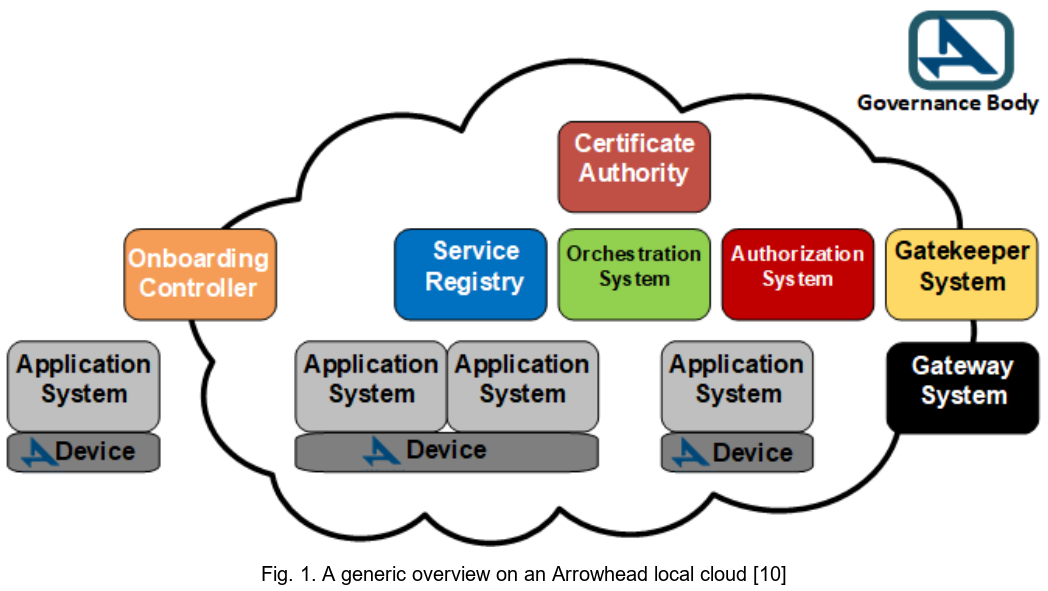 Governance Body
Certificate
Authority
Onboarding
Controller
Service
Registry
Orchestration
System
Authorization
System
Gatekeeper
System
Application
System
Device
Application
System
Application
System
Device
Application
System
Device
Gateway
System
Fig. 1. A generic overview on an Arrowhead local cloud [10]